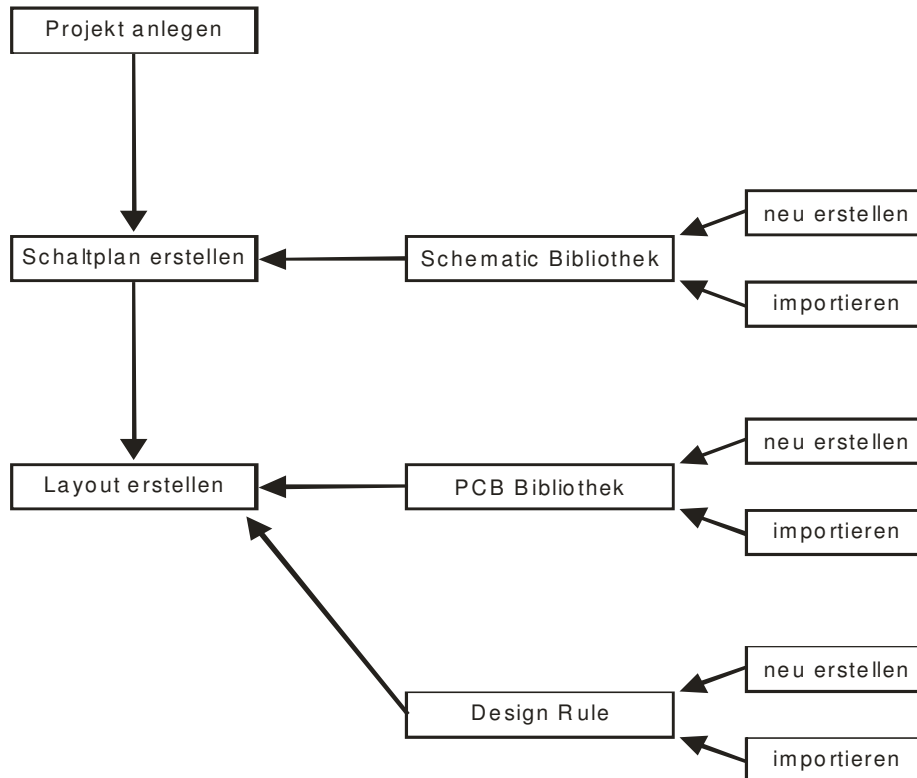 Projekt anlegen
neu erstellen
Schaltplan erstellen
Schematic Bibliothek
importieren
neu erstellen
Layout erstellen
PCB Bibliothek
importieren
neu erstellen
Design Rule
importieren